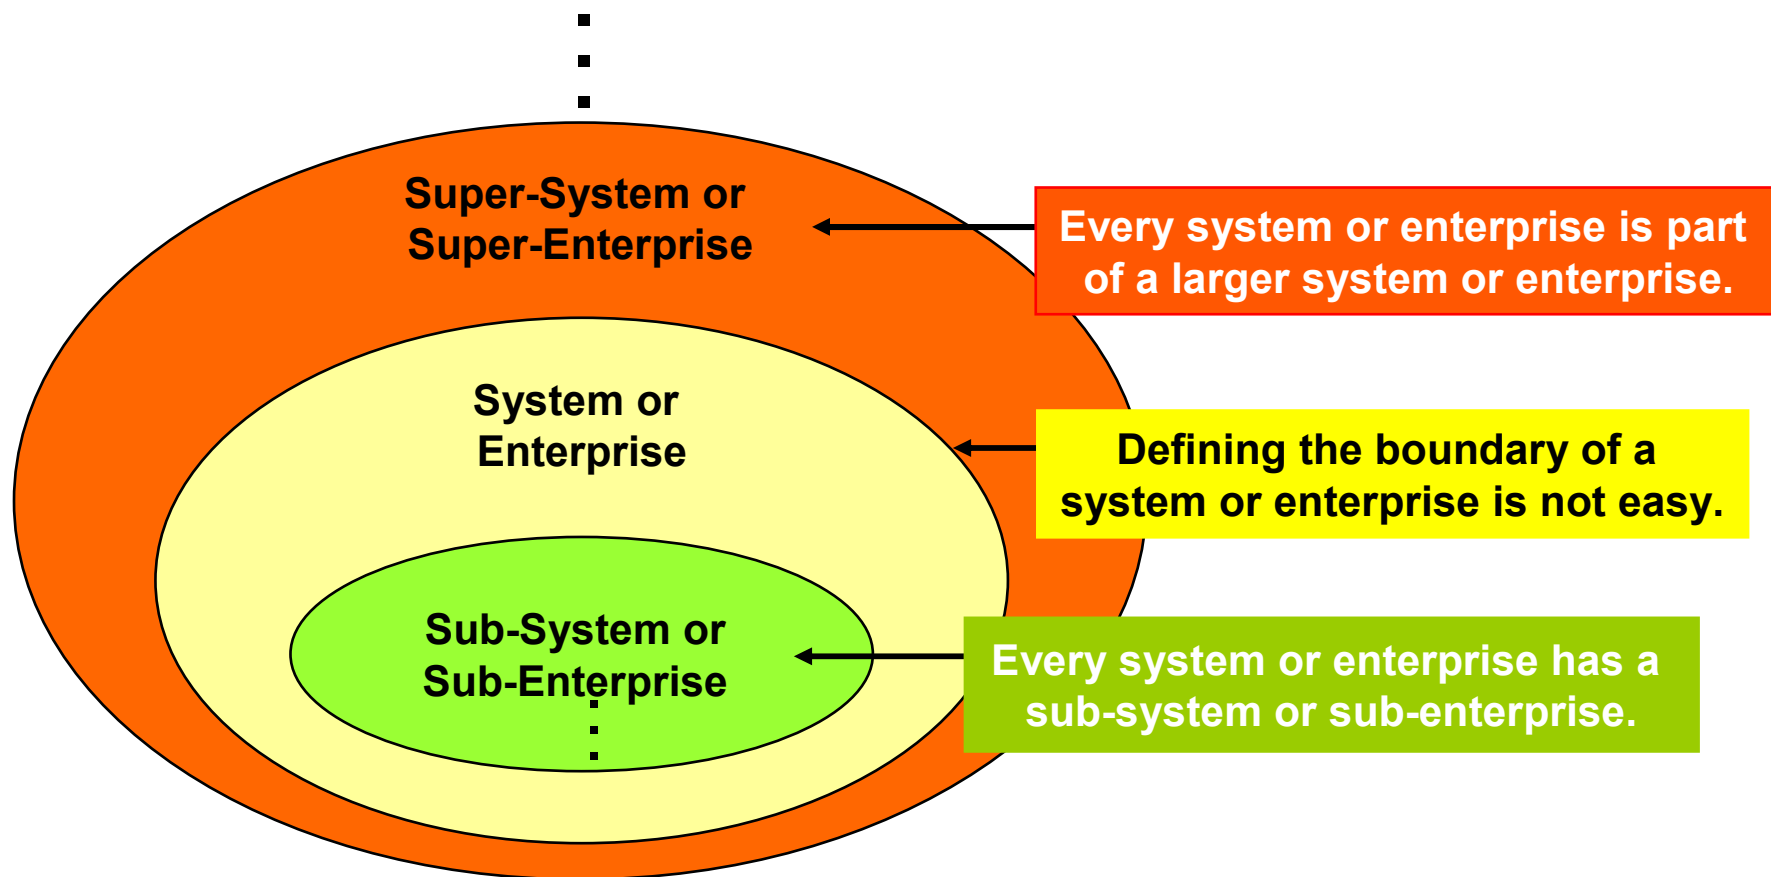 Super-System or
Super-Enterprise
Every system or enterprise is part
of a larger system or enterprise.
System or
Enterprise
Defining the boundary of a
system or enterprise is not easy.
Sub-System or
Sub-Enterprise
Every system or enterprise has a
sub-system or sub-enterprise.